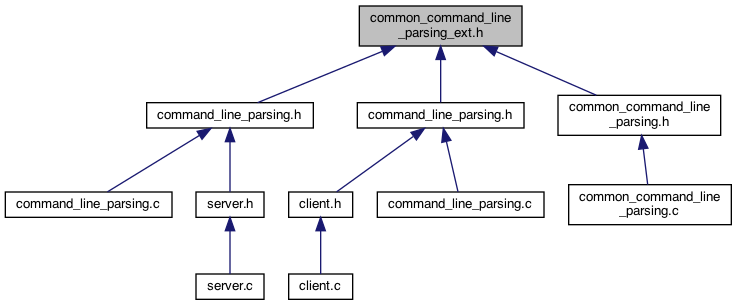 common_command_line
_parsing_ext.h
command_line_parsing.h
command_line_parsing.h
common_command_line
_parsing.h
command_line_parsing.c
server.h
client.h
command_line_parsing.c
common_command_line
_parsing.c
server.c
client.c